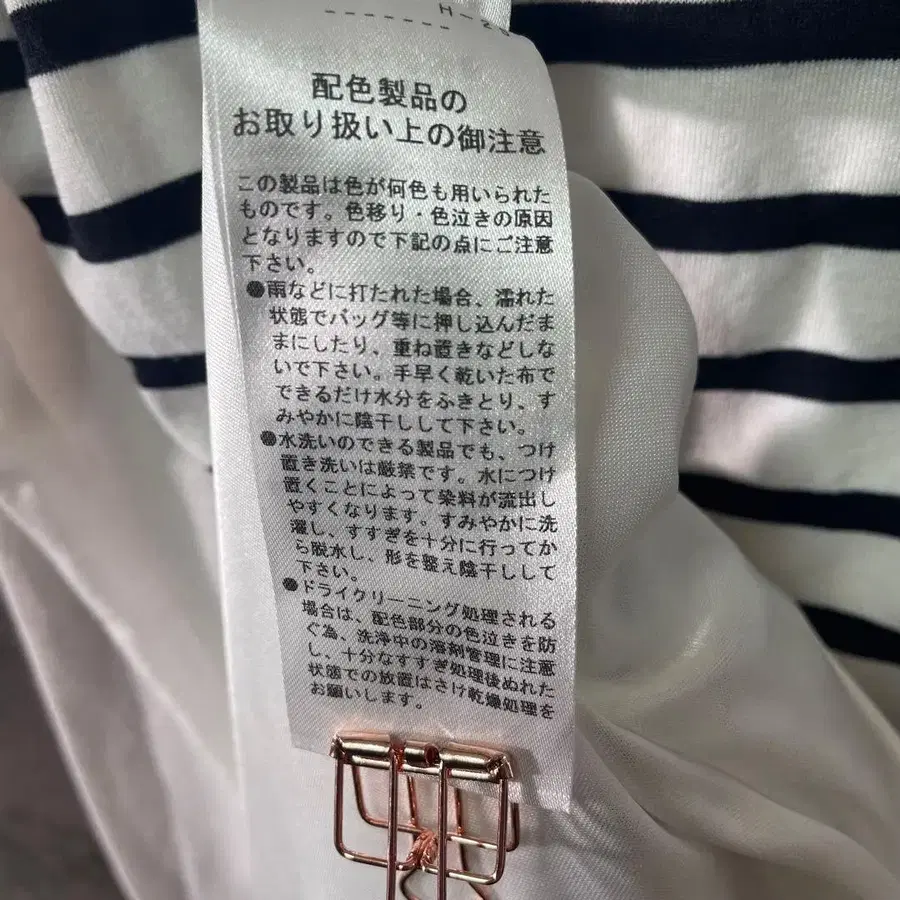 配色製品の
お取り扱い上の御注意
この製品は色が何色も用いられた
ものです。色移り・色泣きの原因
となりますので下記の点にご注意
下さい。
●雨などに打たれた場合、濡れた
状態でバッグ等に押し込んだま
まにしたり、重ね置きなどしな
いで下さい。手早く乾いた布で
できるだけ水分をふきとり、す
みやかに陰干しして下さい。
●水洗いのできる製品でも、つけ
置き洗いは厳禁です。水につけ
置くことによって染料が流出し
やすくなります。すみやかに洗
濯し、すすぎを十分に行ってか
ら脱水し、形を整え陰干しして
下さい。
●ドライクリーニング処理される
場合は、配色部分の色泣きを防
ぐ為、洗浄中の溶剤管理に注意
し、十分なすすぎ処理後ぬれた
状態での放置はさけ乾燥処理を
お願いします。